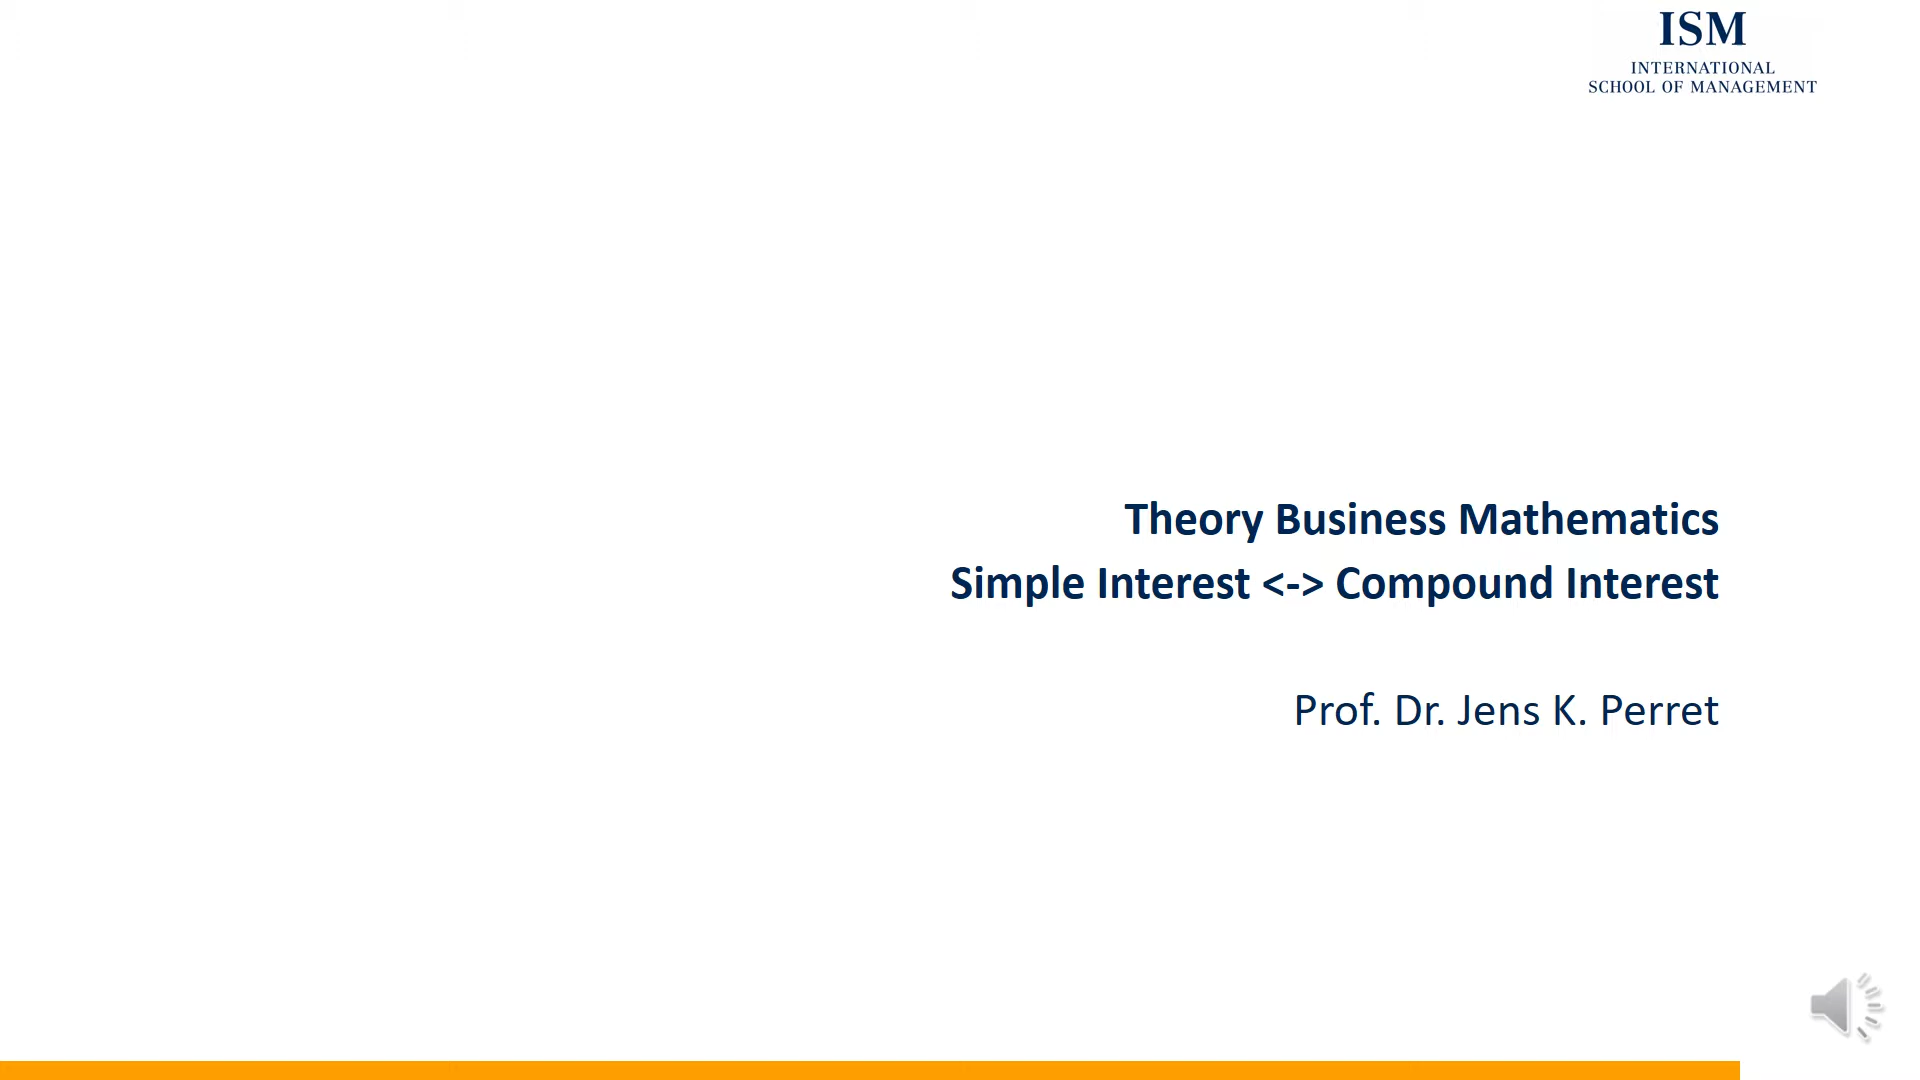 ISM
INTERNATIONAL
SCHOOL OF MANAGEMENT
Theory Business Mathematics
Simple Interest <-> Compound Interest
Prof. Dr. Jens K. Perret